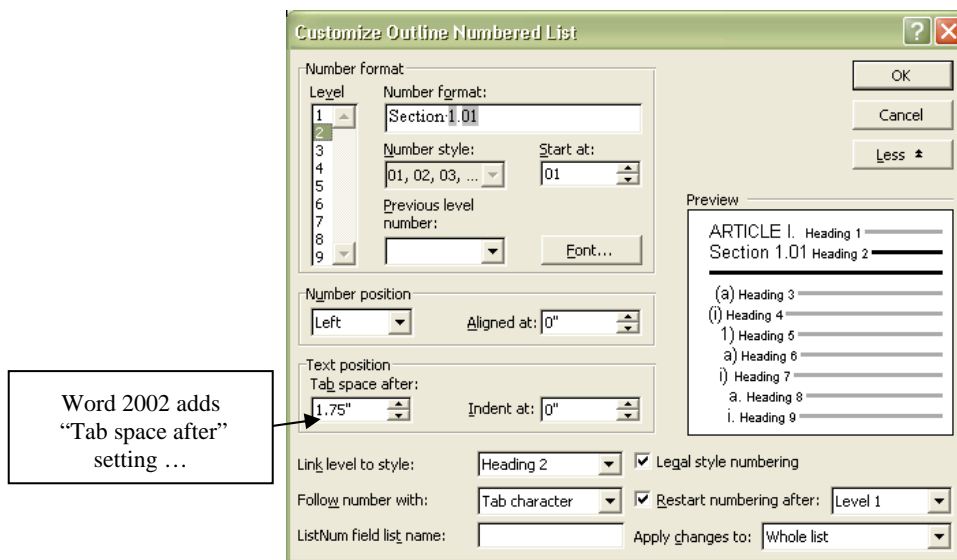 Customize Outline Numbered List
Number format
Level
1
2
3
4
5
6
7
8
9
Number format:
Section·1.01
Number style:
01, 02, 03, ...
Start at:
01
Previous level
number:
Font...
OK
Cancel
Less
Preview
ARTICLE I. Heading 1
Section 1.01 Heading 2
(a) Heading 3
(i) Heading 4
1) Heading 5
a) Heading 6
i) Heading 7
a. Heading 8
i. Heading 9
Number position
Left
Aligned at: 0"
Text position
Tab space after:
1.75"
Indent at: 0"
Word 2002 adds
“Tab space after”
setting …
Link level to style: Heading 2
Legal style numbering
Follow number with: Tab character
Restart numbering after: Level 1
ListNum field list name:
Apply changes to: Whole list